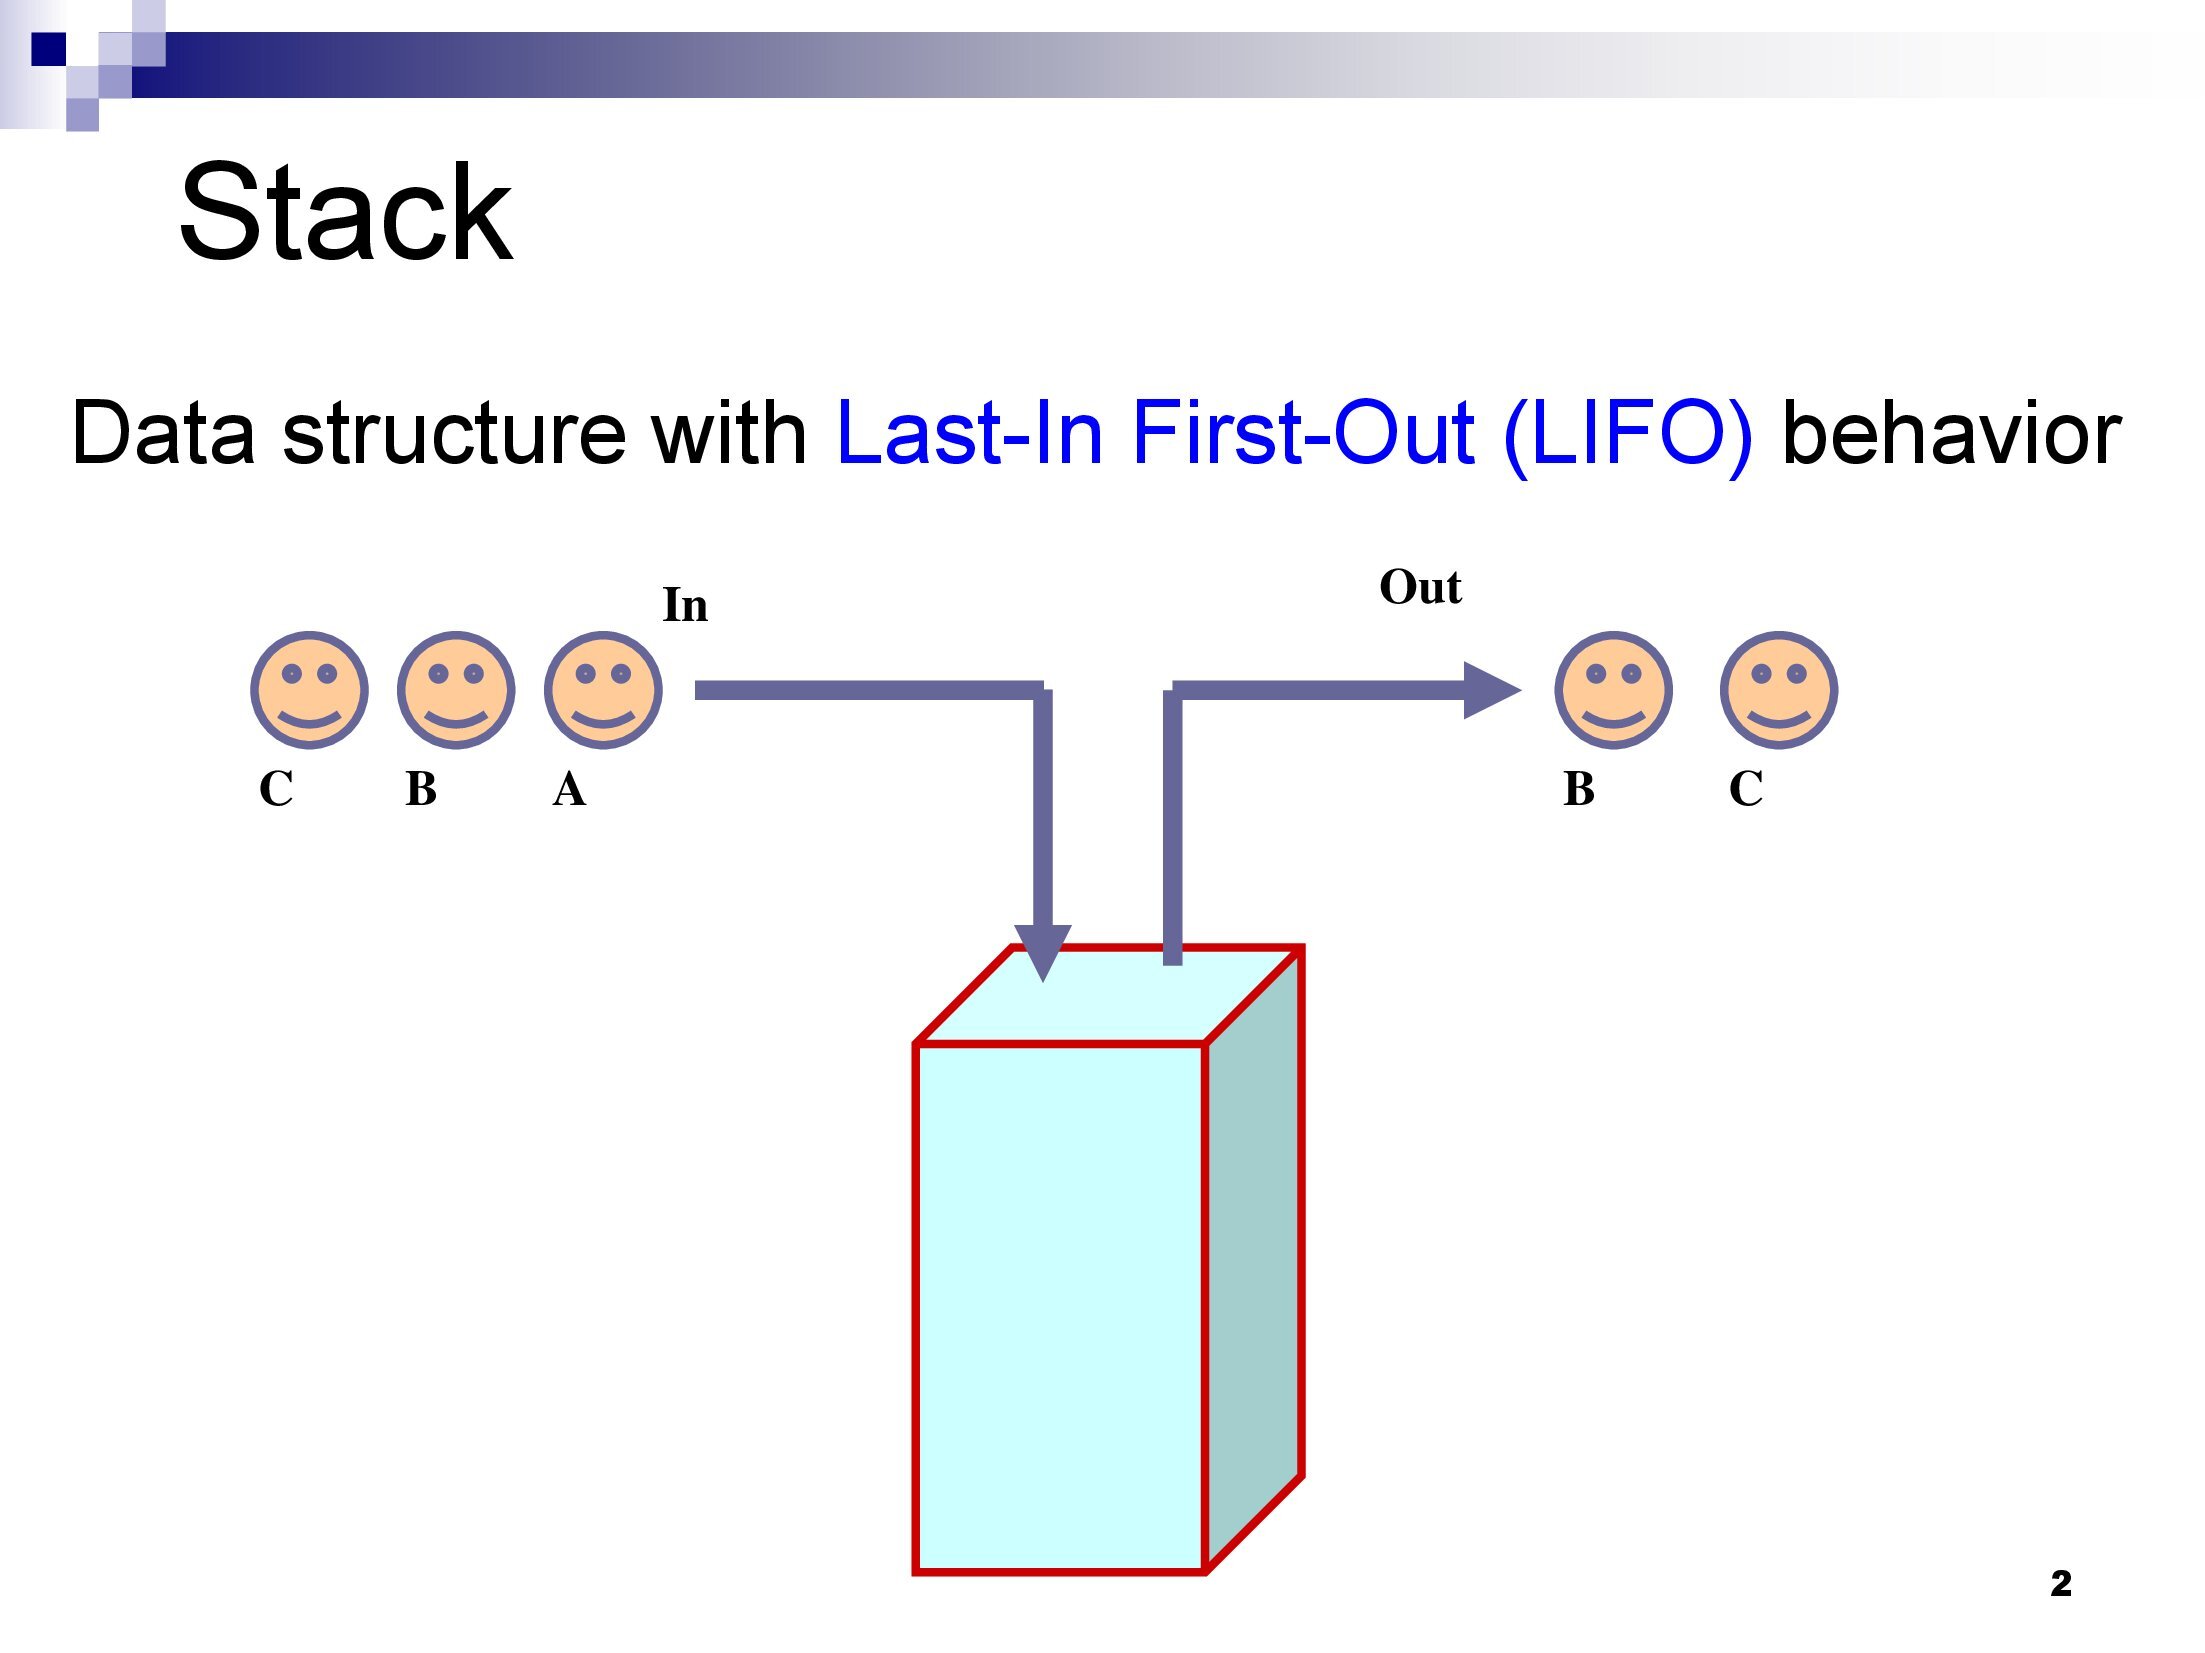 Stack
Data structure with Last-In First-Out (LIFO) behavior
In
Out
C B A
B C
2